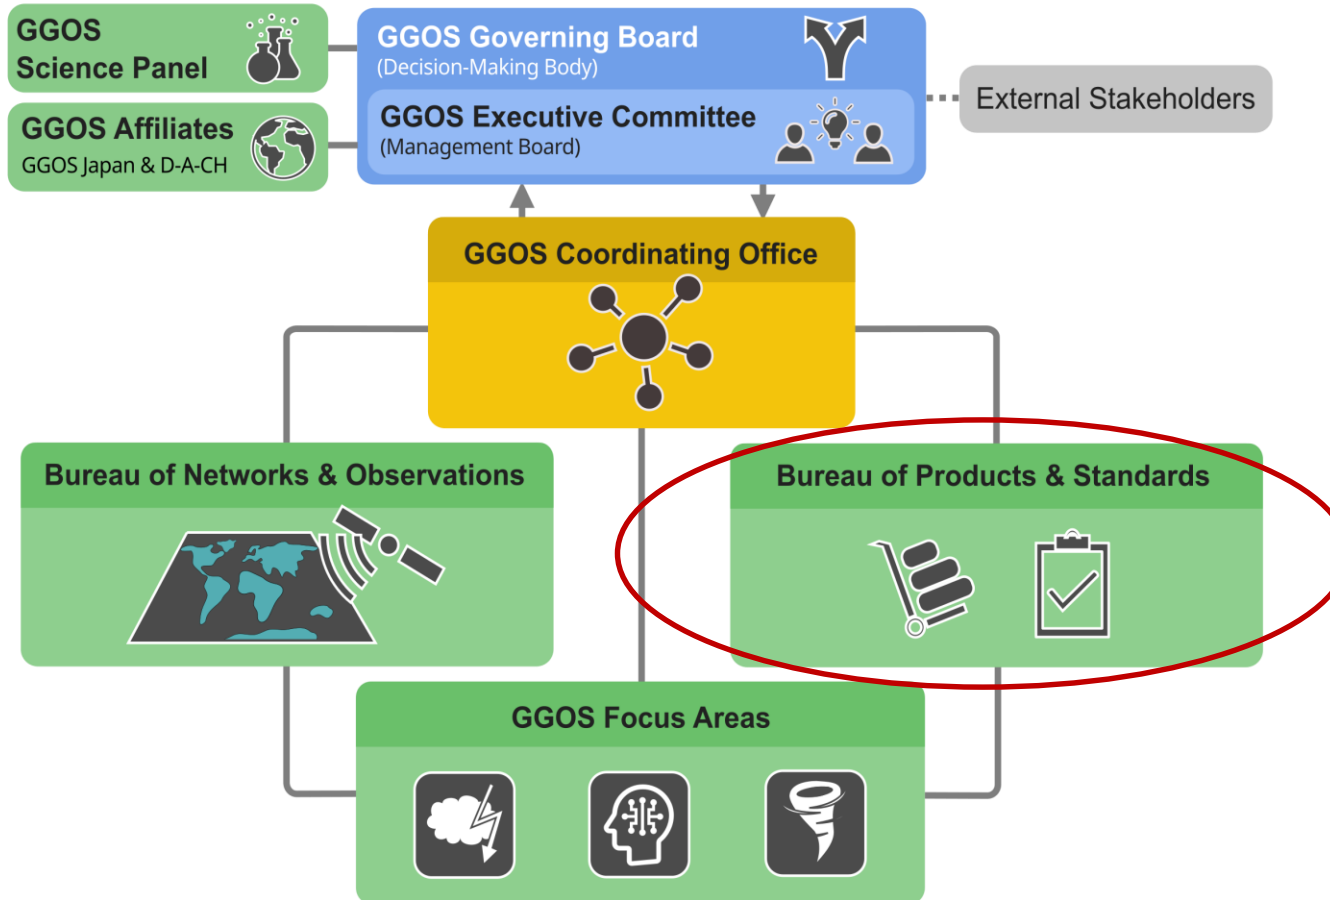 GGOS
Science Panel
GGOS Affiliates
GGOS Japan & D-A-CH
GGOS Governing Board
(Decision-Making Body)
GGOS Executive Committee
(Management Board)
External Stakeholders
GGOS Coordinating Office
Bureau of Networks & Observations
Bureau of Products & Standards
GGOS Focus Areas